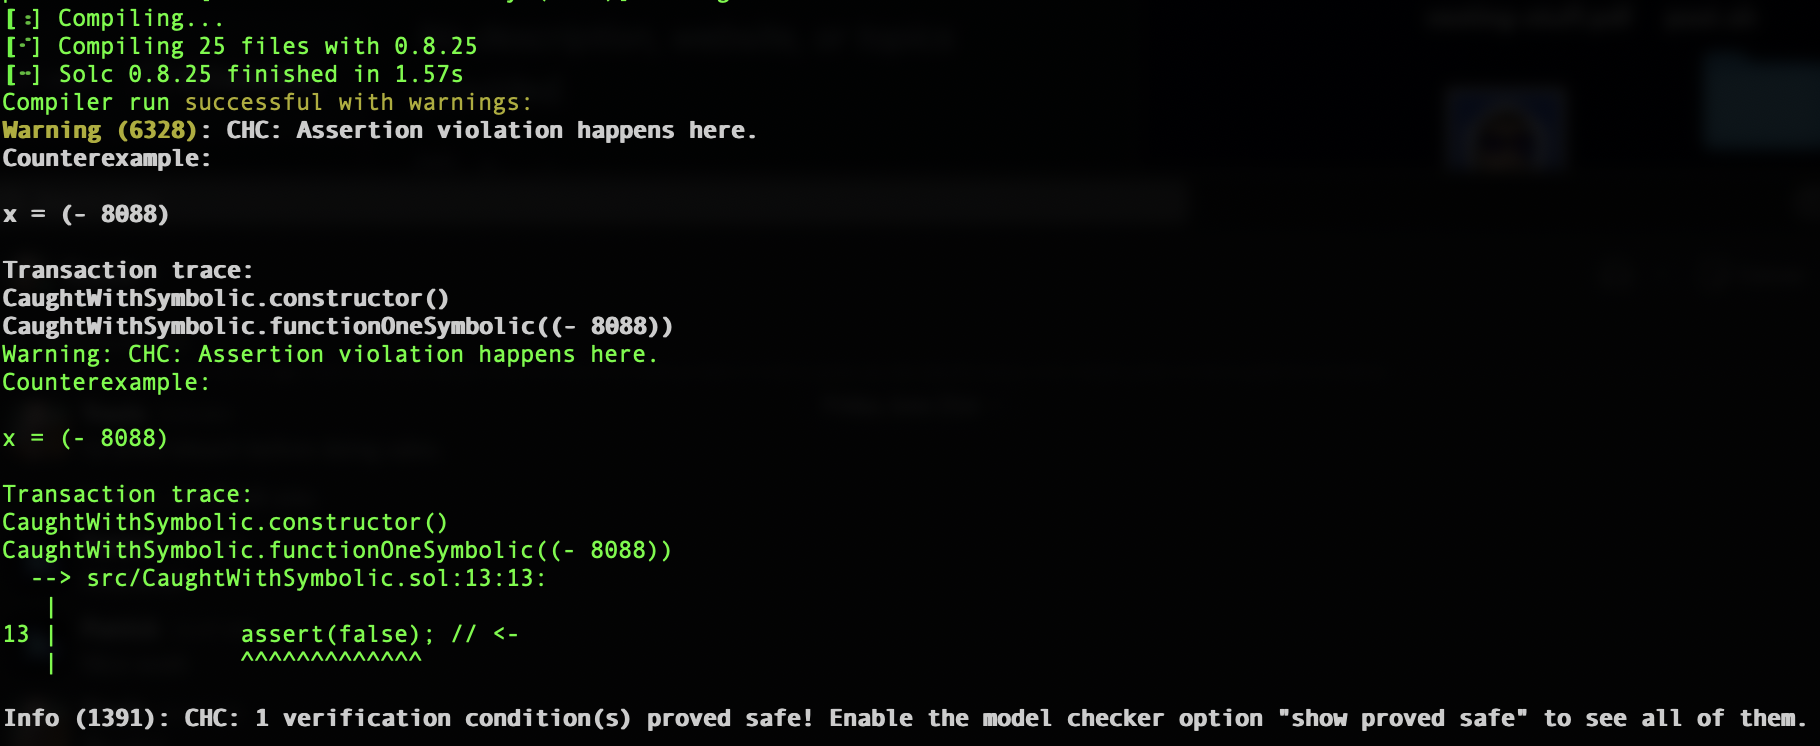 [⠃] Compiling...
[⠊] Compiling 25 files with 0.8.25
[⠒] Solc 0.8.25 finished in 1.57s
Compiler run successful with warnings:
Warning (6328): CHC: Assertion violation happens here.
Counterexample:
x = (- 8088)
Transaction trace:
CaughtWithSymbolic.constructor()
CaughtWithSymbolic.functionOneSymbolic((- 8088))
Warning: CHC: Assertion violation happens here.
Counterexample:
x = (- 8088)
Transaction trace:
CaughtWithSymbolic.constructor()
CaughtWithSymbolic.functionOneSymbolic((- 8088))
--> src/CaughtWithSymbolic.sol:13:13:
|
13 | assert(false); // <-
| ^^^^^^^^^^^^^
Info (1391): CHC: 1 verification condition(s) proved safe! Enable the model checker option "show proved safe" to see all of them.